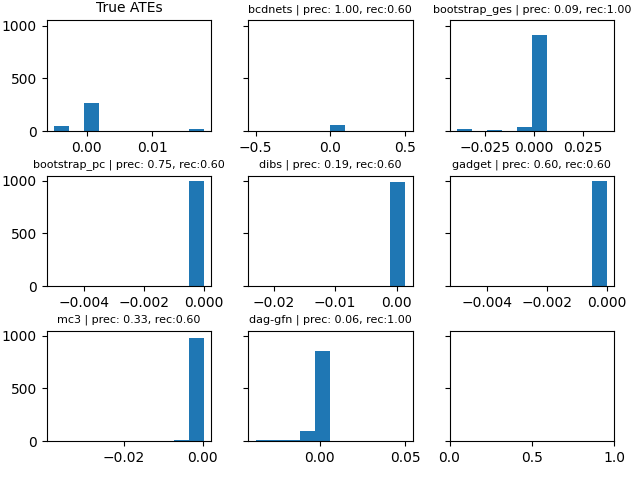 True ATEs
bcdnets | prec: 1.00, rec:0.60
bootstrap_ges | prec: 0.09, rec:1.00
1000
500
0
0.00 0.01
−0.5 0.0 0.5
−0.025 0.000 0.025
bootstrap_pc | prec: 0.75, rec:0.60
dibs | prec: 0.19, rec:0.60
gadget | prec: 0.60, rec:0.60
1000
500
0
−0.004 −0.002 0.000
−0.02 −0.01 0.00
−0.004 −0.002 0.000
mc3 | prec: 0.33, rec:0.60
dag-gfn | prec: 0.06, rec:1.00
1000
500
0
−0.02 0.00
0.00 0.05
0.0 0.5 1.0